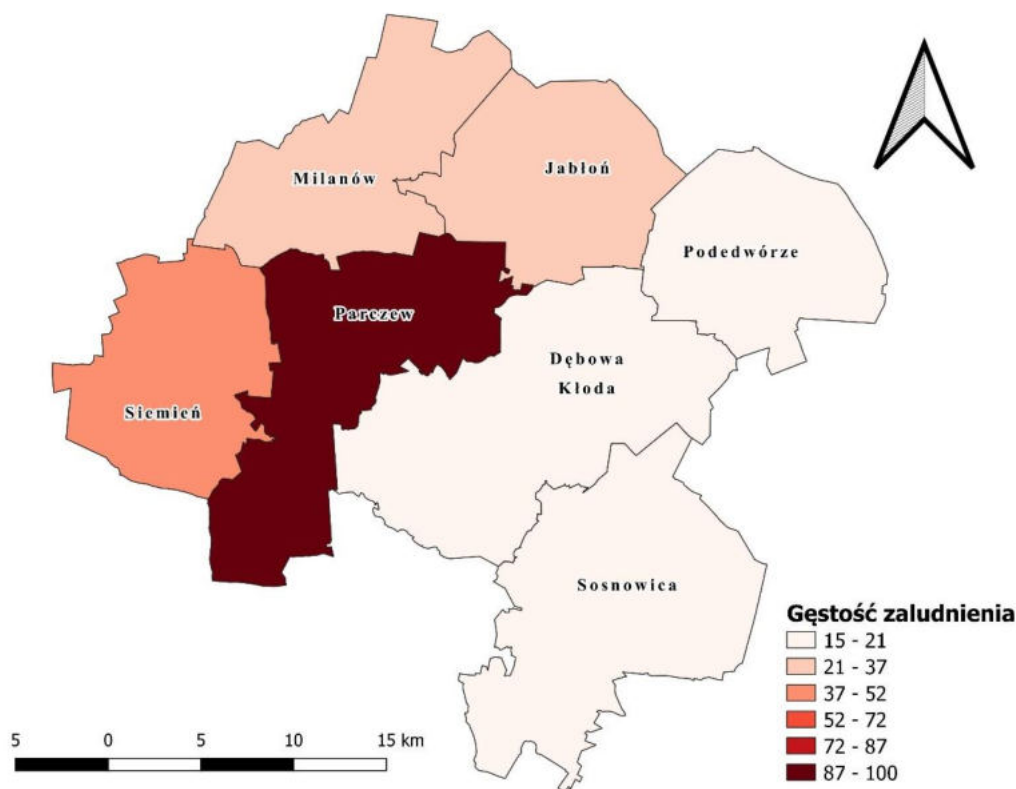 Milanów
Jabłoń
Podedwórze
Parczew
Dębowa
Kłoda
Siemień
Sosnowica
Gęstość zaludnienia
15 - 21
21 - 37
37 - 52
52 - 72
72 - 87
87 - 100
5 0 5 10 15 km